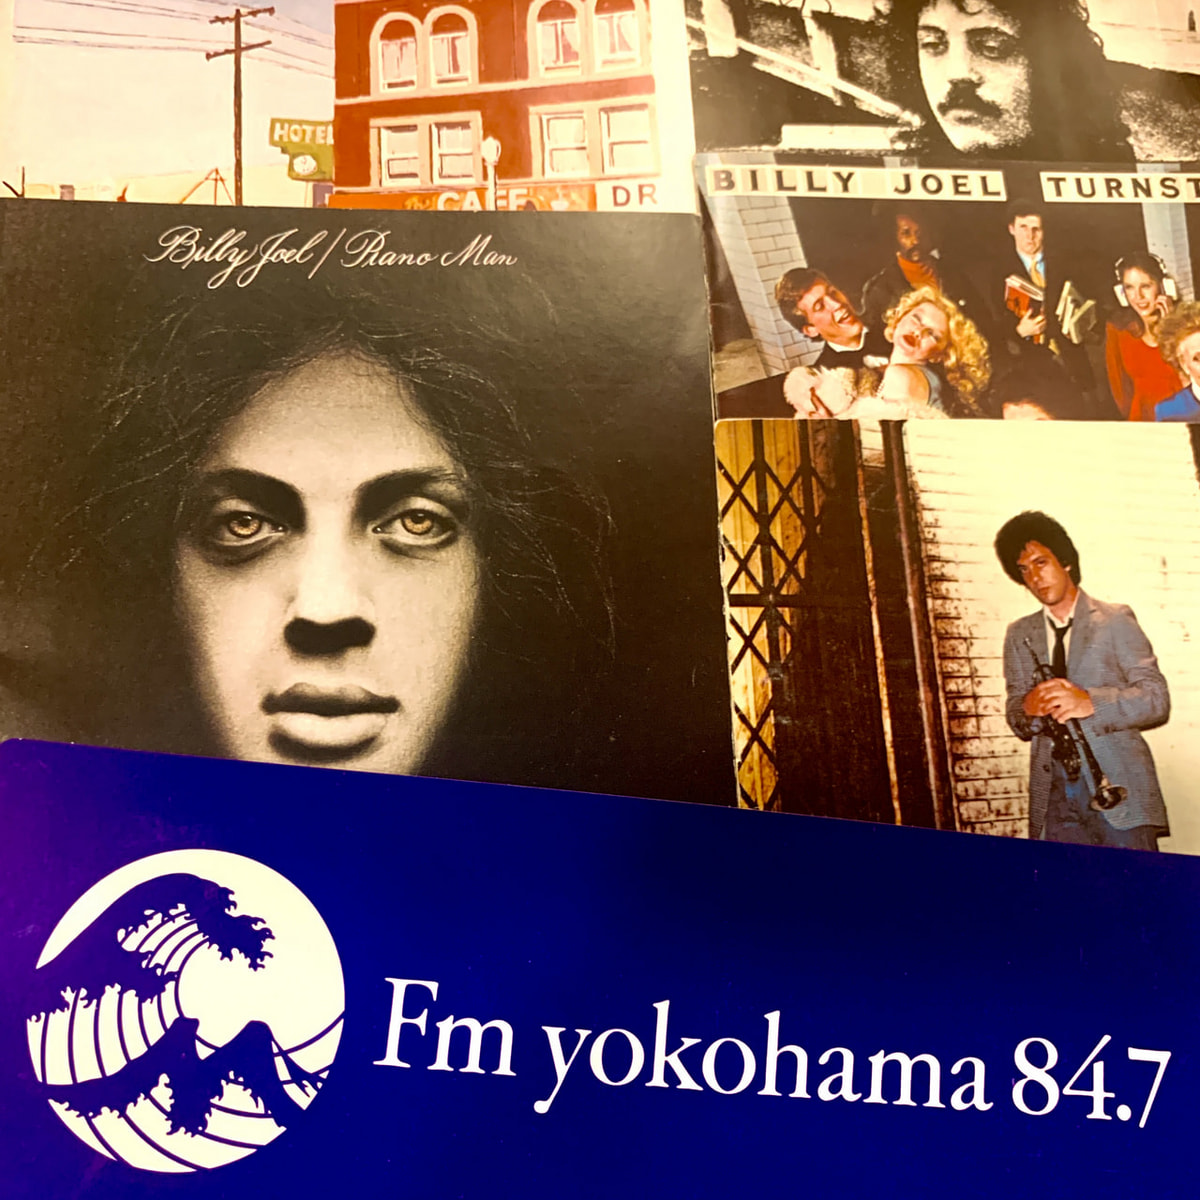 HOTEL
CAFE
DR
BILLY JOEL TURNST
Billy Joel / Piano Man
Fm yokohama 84.7